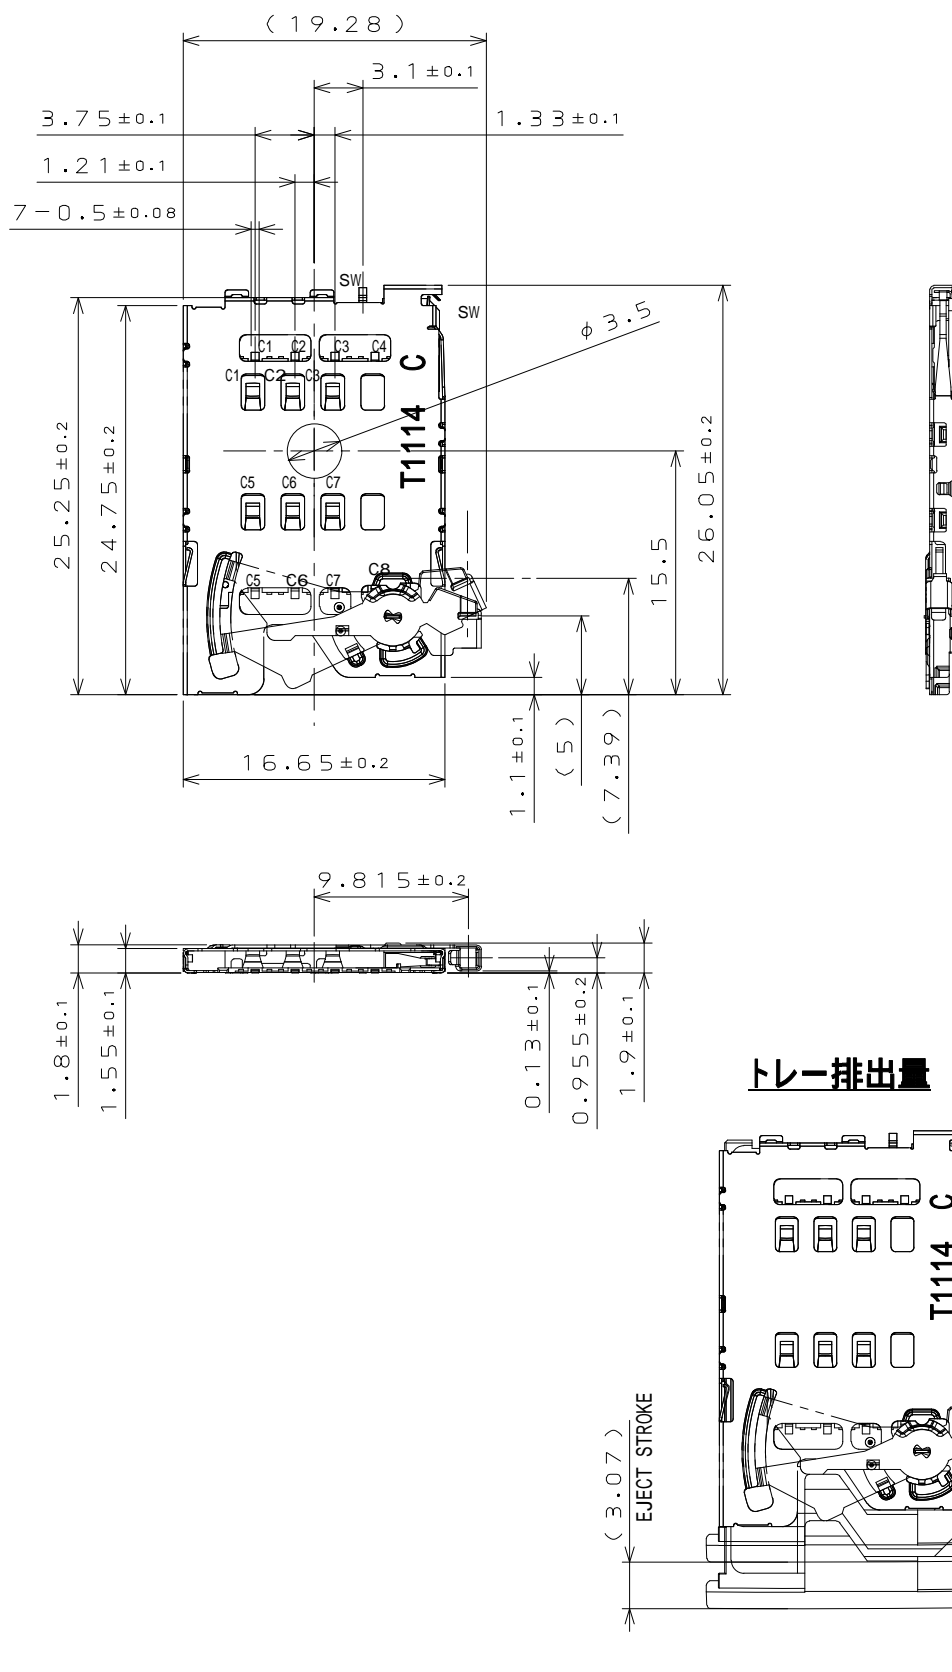 (19.28)
3.1±0.1
3.75±0.1
1.33±0.1
1.21±0.1
7-0.5±0.08
SW
SW
φ3.5
C1 C2 C3 C4
C
C1 C2 C3
T1114
C5 C6 C7
C8
C5 C6 C7
25.25±0.2
24.75±0.2
15.5
26.05±0.2
16.65±0.2
1.1±0.1
(5)
(7.39)
9.815±0.2
1.8±0.1
1.55±0.1
0.13±0.1
0.955±0.2
1.9±0.1
トレー排出量
C
T1114
(3.07)
EJECT STROKE